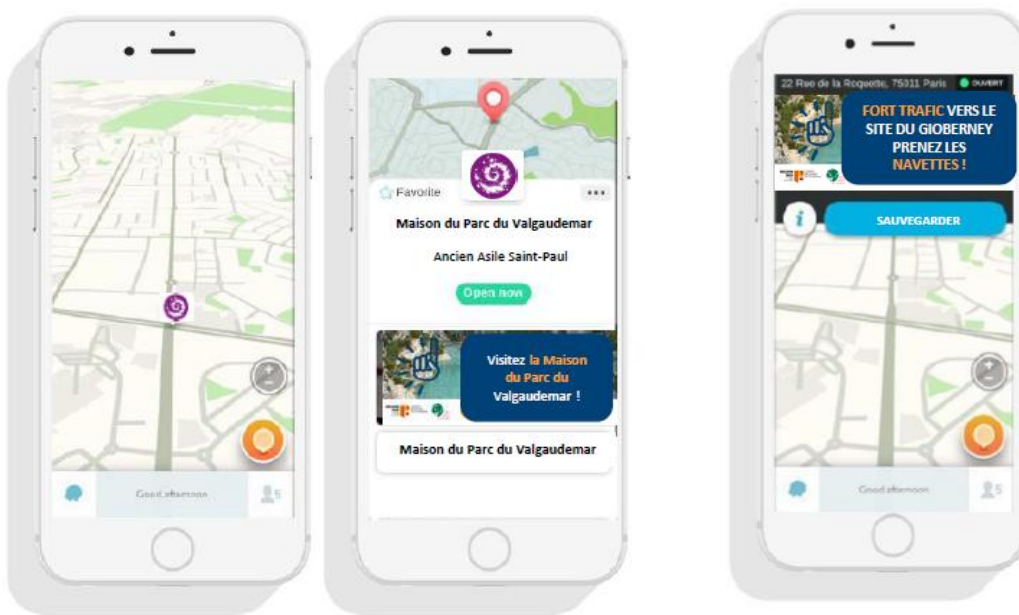 Good afternoon
5
Favorite
Maison du Parc du Valgaudemar
Ancien Asile Saint-Paul
Open now
Visitez la Maison
du Parc du
Valgaudemar !
Maison du Parc du Valgaudemar
22 Rue de la Roquette, 75011 Paris
OUVERT
FORT TRAFIC VERS LE
SITE DU GIOBERNEY
PRENEZ LES
NAVETTES !
i
SAUVEGARDER
Good afternoon
5